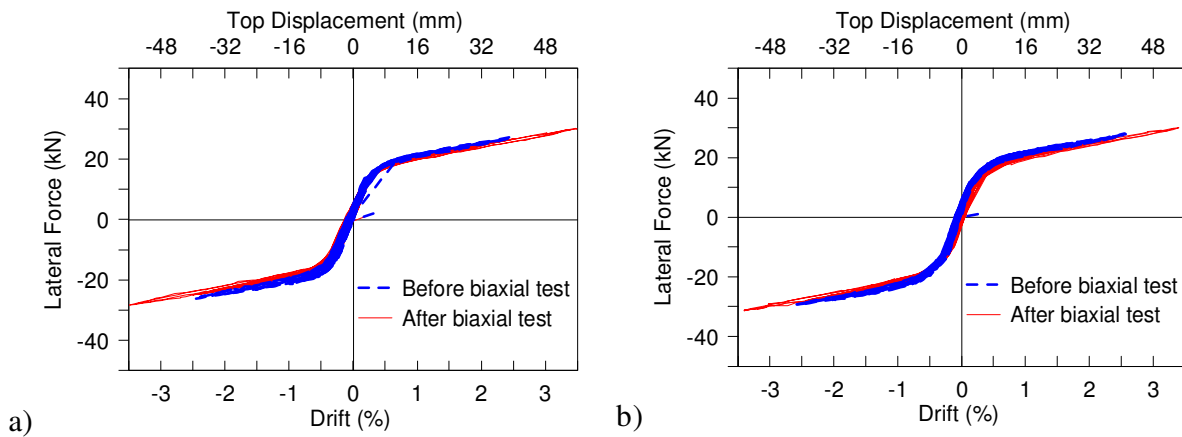 Top Displacement (mm)
-48 -32 -16 0 16 32 48
Lateral Force (kN)
40
20
0
-20
-40
Before biaxial test
After biaxial test
-3 -2 -1 0 1 2 3
Drift (%)
a)
Top Displacement (mm)
-48 -32 -16 0 16 32 48
Lateral Force (kN)
40
20
0
-20
-40
Before biaxial test
After biaxial test
-3 -2 -1 0 1 2 3
Drift (%)
b)